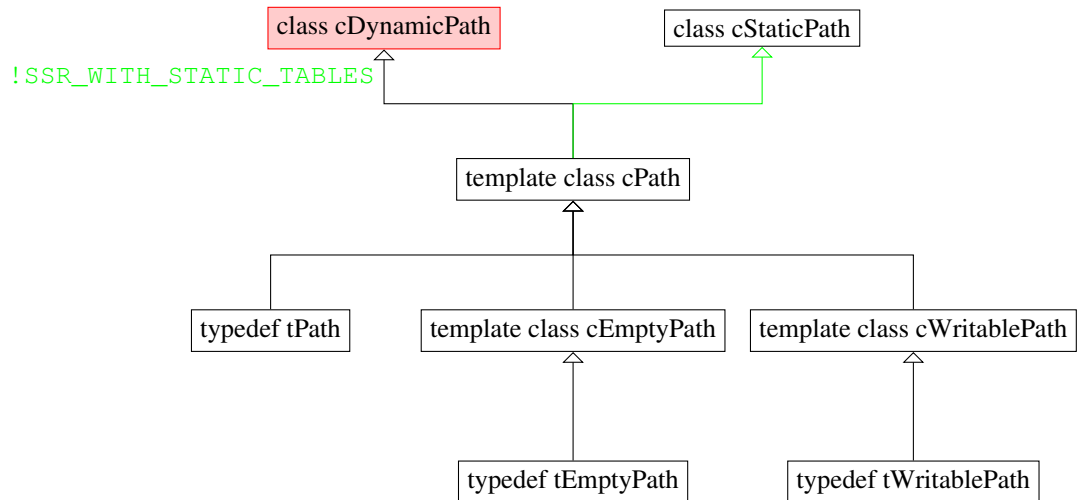 class cDynamicPath
class cStaticPath
!SSR_WITH_STATIC_TABLES
template class cPath
typedef tPath
template class cEmptyPath
template class cWritablePath
typedef tEmptyPath
typedef tWritablePath